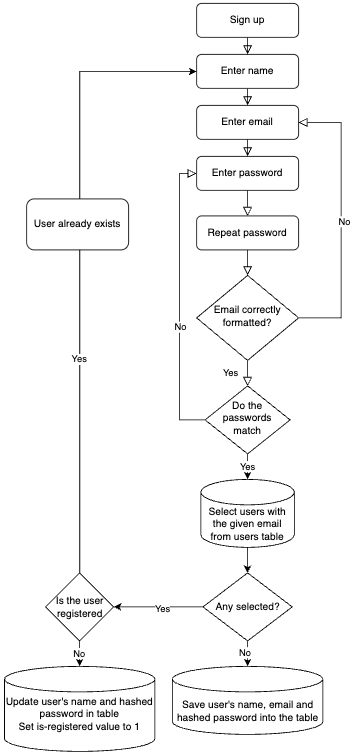 Sign up
Enter name
Enter email
Enter password
User already exists
No
Repeat password
Email correctly
formatted?
No
Yes
Yes
Do the
passwords
match
Yes
Select users with
the given email
from users table
Is the user
registered
Yes
Any selected?
No
No
Update user's name and hashed
password in table
Set is-registered value to 1
Save user's name, email and
hashed password into the table